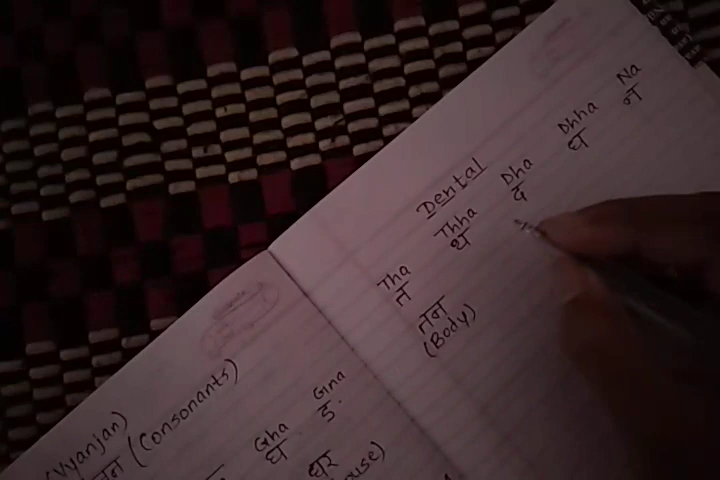 (Vyanjan)
(Consonants)
Gha Gna
घ ङ
घर
Dental
Tha Thha Dha Dhha Na
त थ द ध न
तन
(Body)